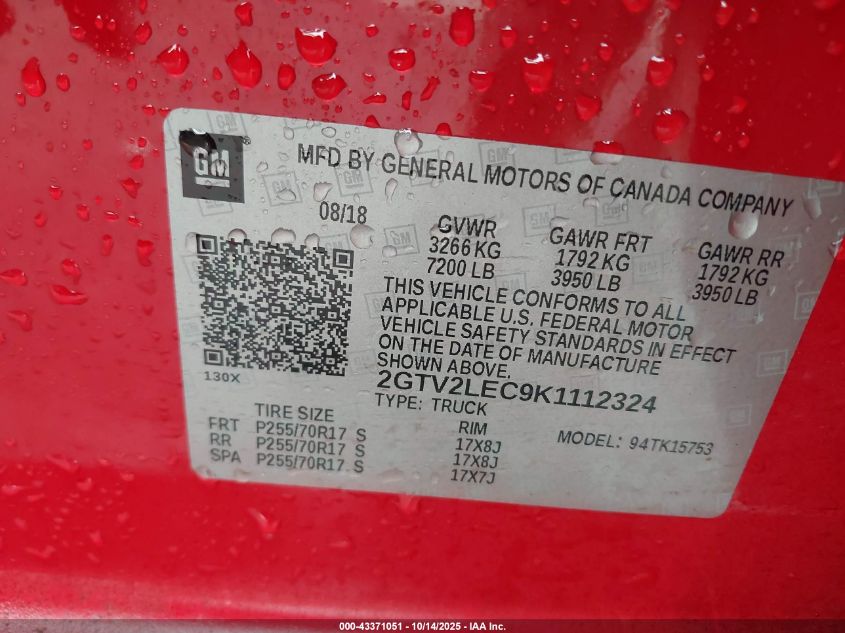 GM ®
MFD BY GENERAL MOTORS OF CANADA COMPANY
08/18
GVWR
3266 KG
7200 LB
GAWR FRT
1792 KG
3950 LB
GAWR RR
1792 KG
3950 LB
THIS VEHICLE CONFORMS TO ALL
APPLICABLE U.S. FEDERAL MOTOR
VEHICLE SAFETY STANDARDS IN EFFECT
ON THE DATE OF MANUFACTURE
SHOWN ABOVE.
130X
2GTV2LEC9K1112324
TYPE: TRUCK
MODEL: 94TK15753
TIRE SIZE RIM
FRT P255/70R17 S 17X8J
RR P255/70R17 S 17X8J
SPA P255/70R17 S 17X7J
000-43371051 - 10/14/2025 - IAA Inc.